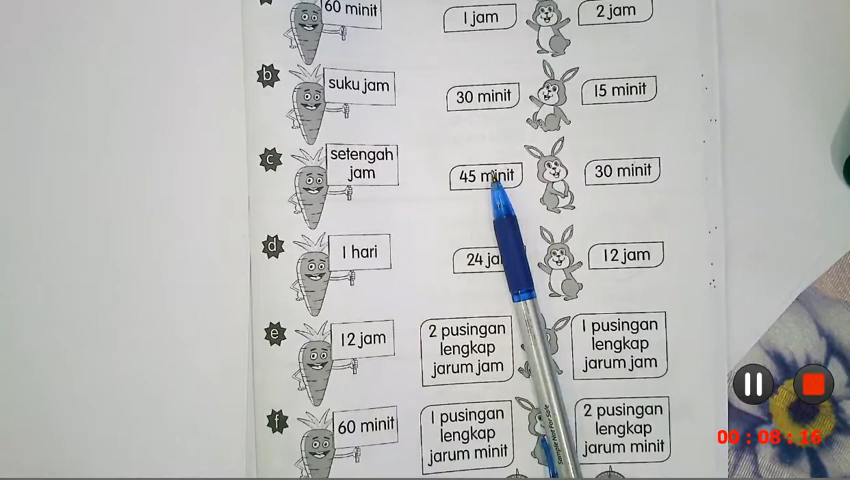 60 minit
1 jam
2 jam
b
suku jam
30 minit
15 minit
c
setengah
jam
45 minit
30 minit
d
1 hari
24 jam
12 jam
e
12 jam
2 pusingan
lengkap
jarum jam
1 pusingan
lengkap
jarum jam
f
60 minit
1 pusingan
lengkap
jarum minit
2 pusingan
lengkap
jarum minit
00:08:16